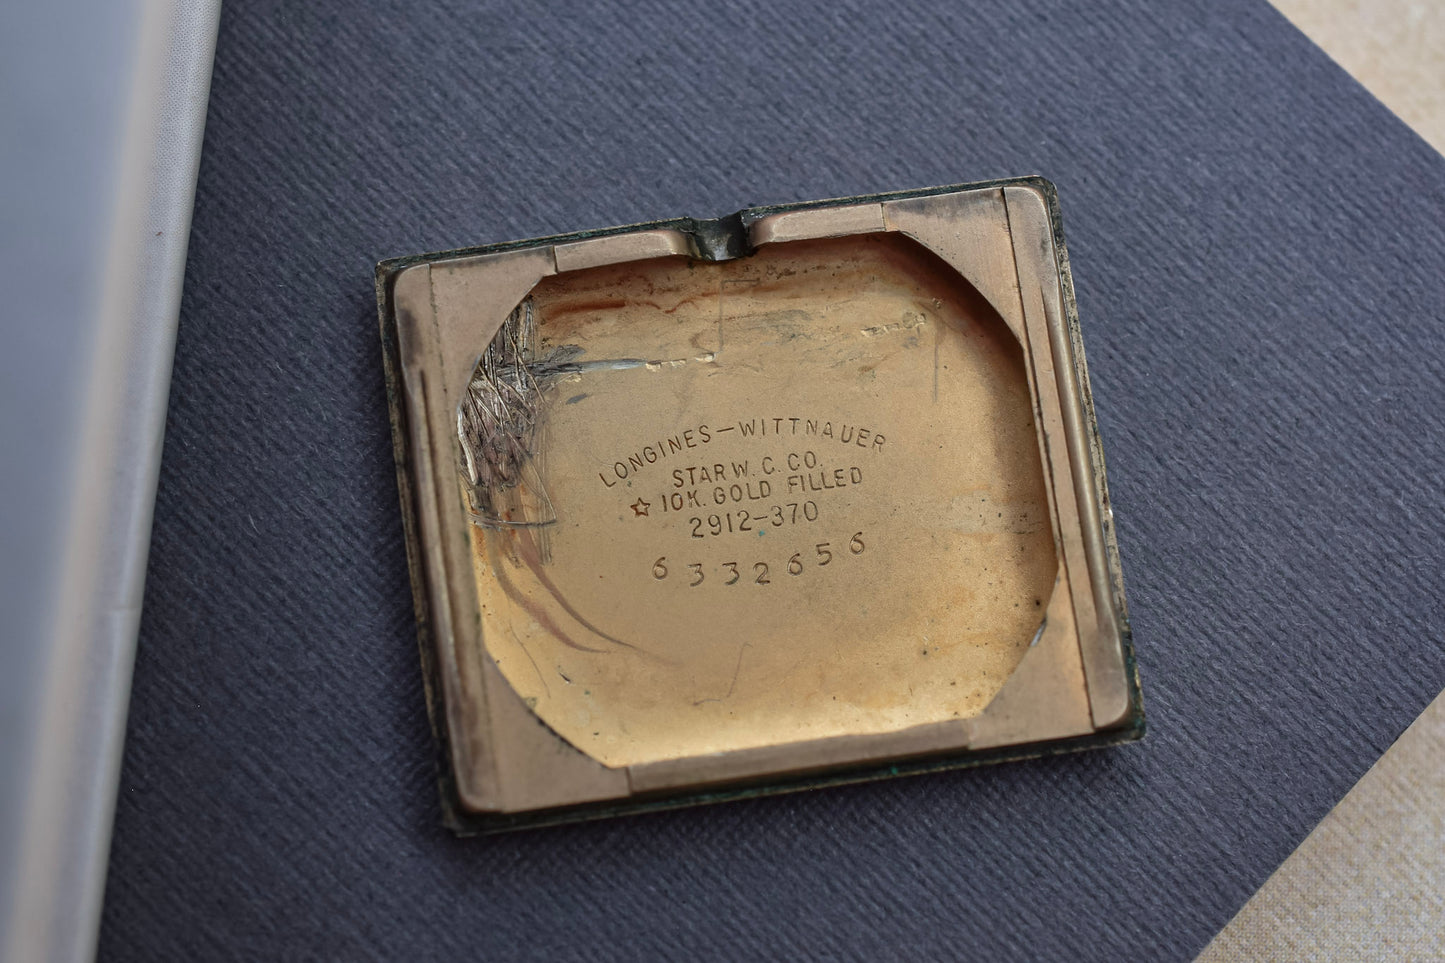 LONGINES-WITTNAUER
STAR W. C. CO.
☆ 10K. GOLD FILLED
2912-370
6332656